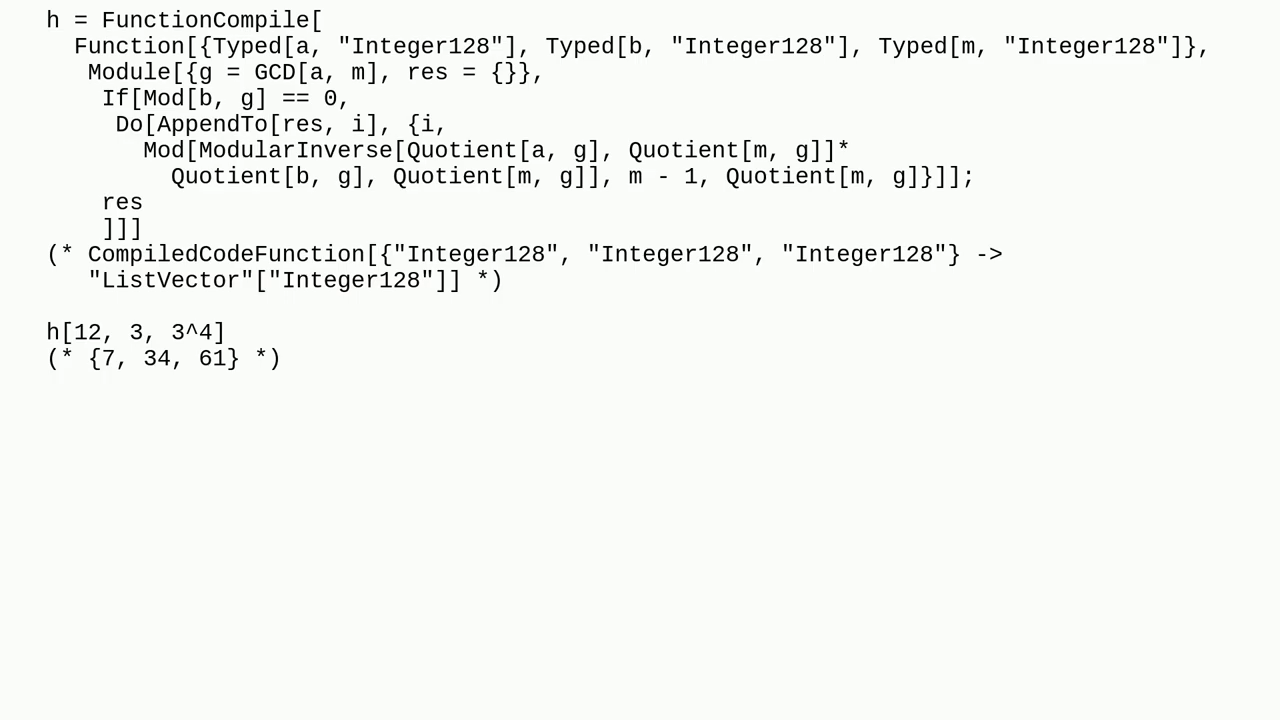 h = FunctionCompile[
Function[{Typed[a, "Integer128"], Typed[b, "Integer128"], Typed[m, "Integer128"]},
Module[{g = GCD[a, m], res = {}},
If[Mod[b, g] == 0,
Do[AppendTo[res, i], {i,
Mod[ModularInverse[Quotient[a, g], Quotient[m, g]]*
Quotient[b, g], Quotient[m, g]], m - 1, Quotient[m, g]}]];
res
]]]
(* CompiledCodeFunction[{"Integer128", "Integer128", "Integer128"} ->
"ListVector"["Integer128"]] *)
h[12, 3, 3^4]
(* {7, 34, 61} *)